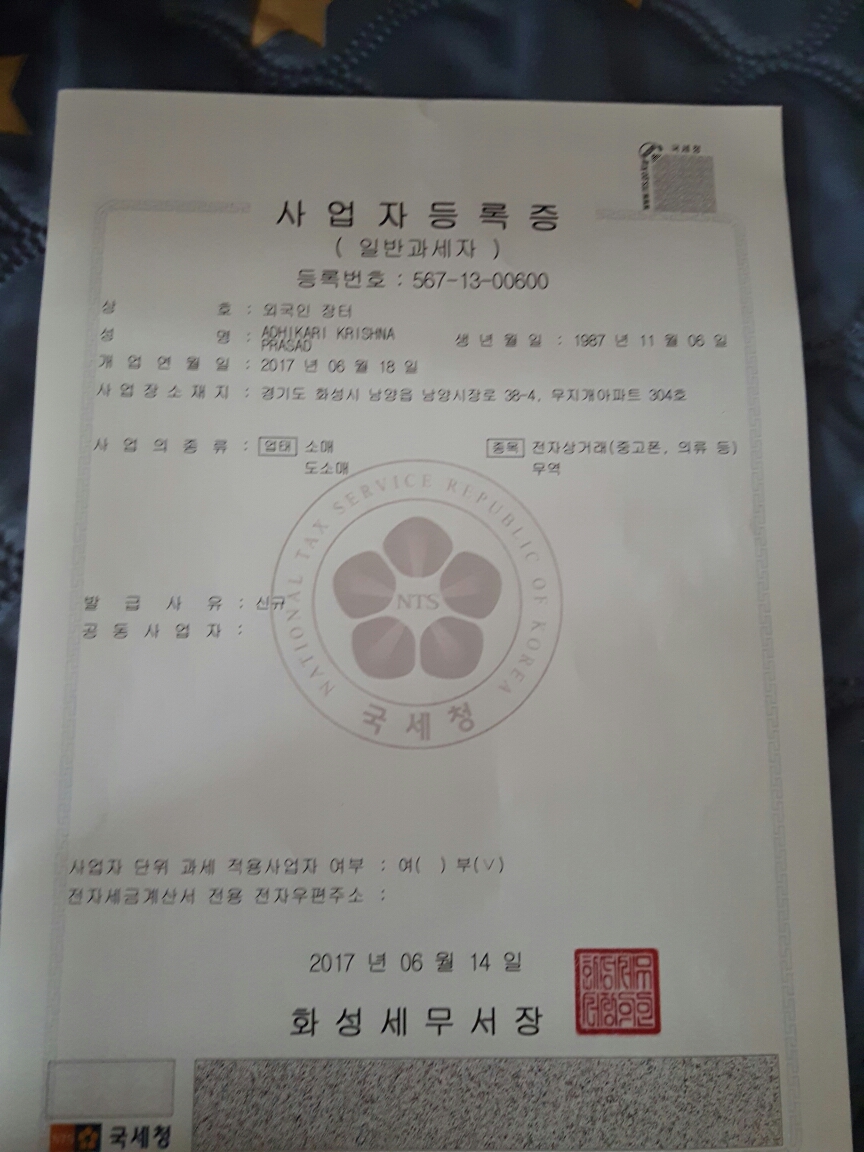 국세청
사업자등록증
( 일반과세자 )
등록번호 : 567-13-00600
상 호 : 외국인 장터
성 명 : ADHIKARI KRISHNA PRASAD 생년월일 : 1987 년 11 월 06 일
개업연월일 : 2017 년 06 월 18 일
사업장소재지 : 경기도 화성시 남양읍 남양시장로 38-4, 무지개아파트 304호
사업의종류 : 업태 소매 종목 전자상거래(중고폰, 의류 등)
도소매 무역
NATIONAL TAX SERVICE REPUBLIC OF KOREA
NTS
국세청
발급사유 : 신규
공동사업자 :
사업자 단위 과세 적용사업자 여부 : 여( ) 부(∨)
전자세금계산서 전용 전자우편주소 :
2017 년 06 월 14 일
화성세무서장
NTS 국세청